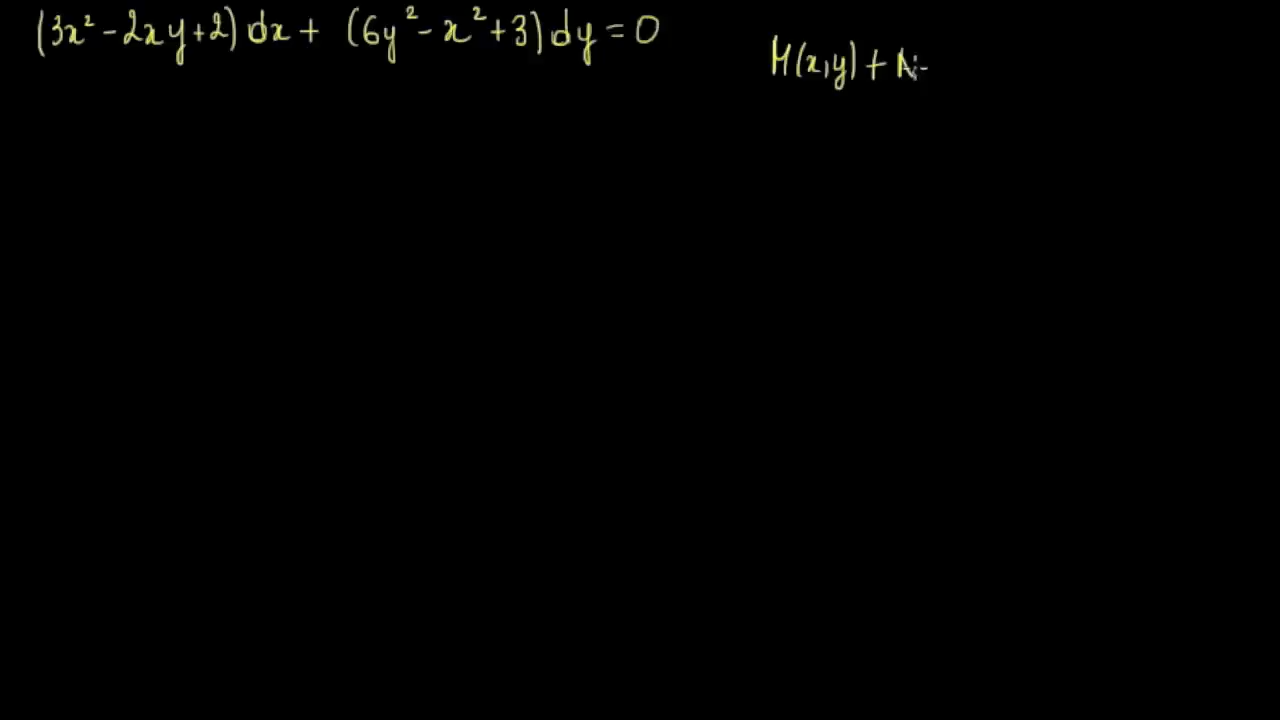 (3x² - 2xy + 2) dx + (6y² - x² + 3) dy = 0
M(x,y) + N